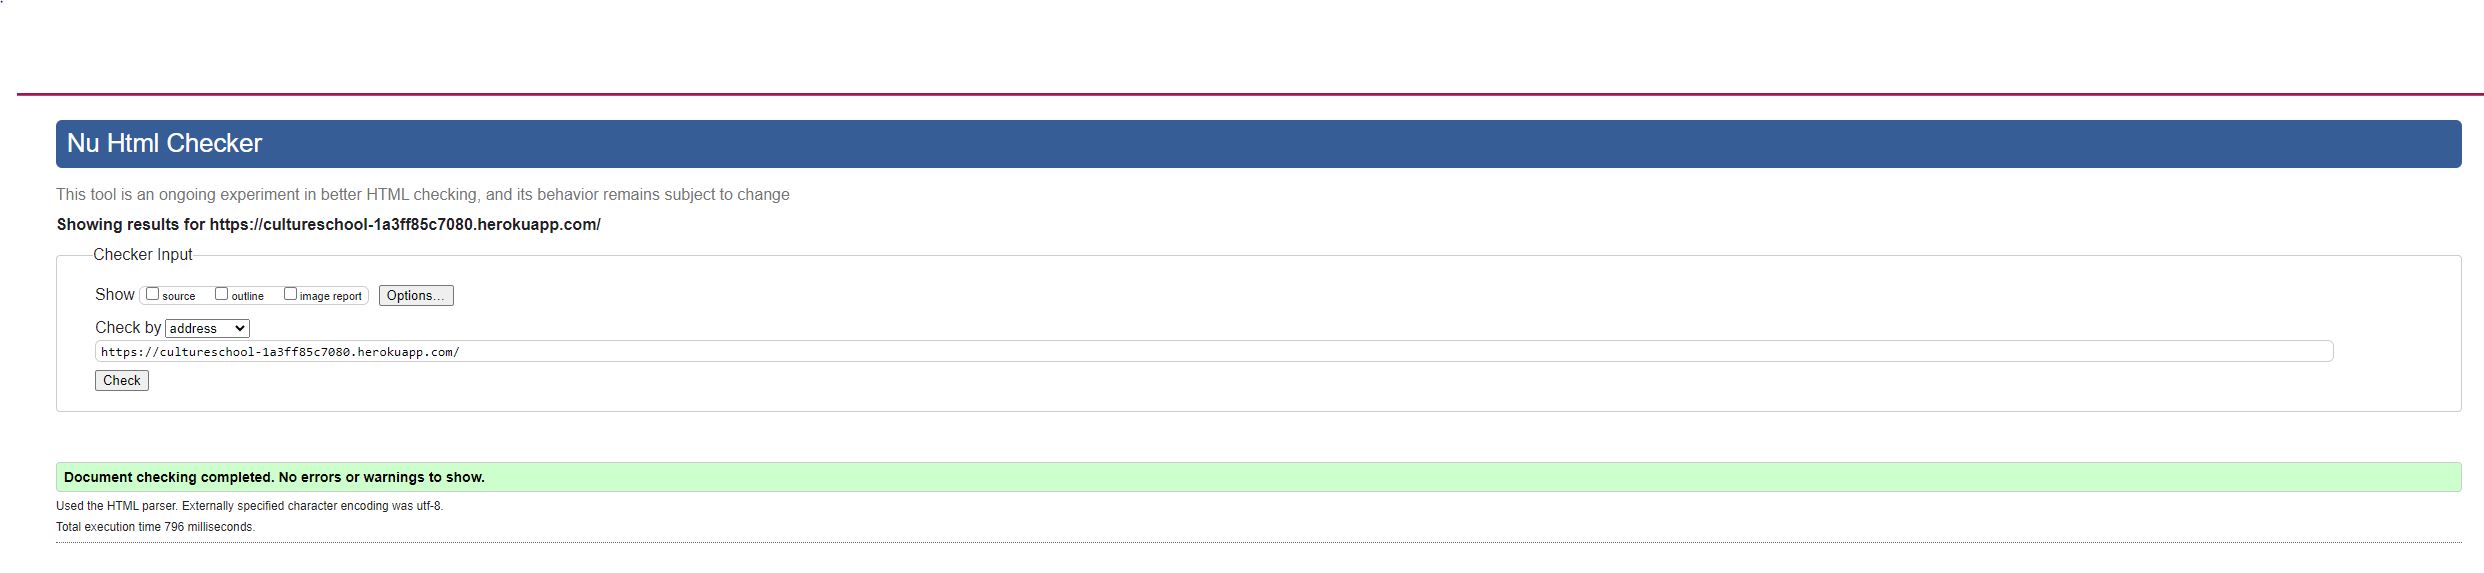 Nu Html Checker
This tool is an ongoing experiment in better HTML checking, and its behavior remains subject to change
Showing results for https://cultureschool-1a3ff85c7080.herokuapp.com/
Checker Input
Show source outline image report Options...
Check by address
https://cultureschool-1a3ff85c7080.herokuapp.com/
Check
Document checking completed. No errors or warnings to show.
Used the HTML parser. Externally specified character encoding was utf-8.
Total execution time 796 milliseconds.